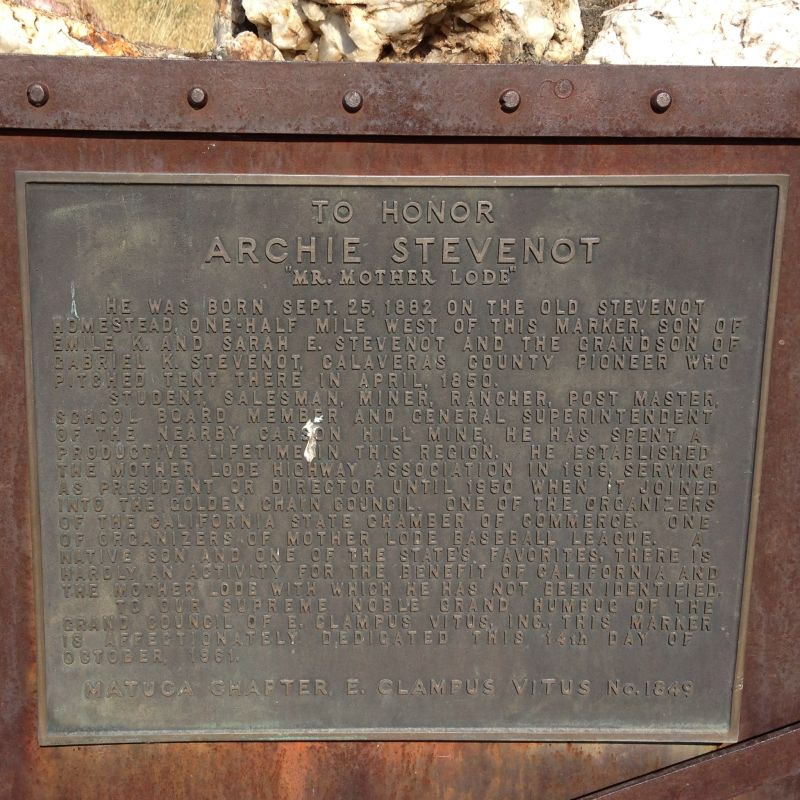 TO HONOR
ARCHIE STEVENOT
"MR. MOTHER LODE"
HE WAS BORN SEPT. 25, 1882 ON THE OLD STEVENOT
HOMESTEAD, ONE-HALF MILE WEST OF THIS MARKER, SON OF
EMILE K. AND SARAH E. STEVENOT AND THE GRANDSON OF
GABRIEL K. STEVENOT, CALAVERAS COUNTY PIONEER WHO
PITCHED TENT THERE IN APRIL, 1850.
STUDENT, SALESMAN, MINER, RANCHER, POST MASTER,
SCHOOL BOARD MEMBER AND GENERAL SUPERINTENDENT
OF THE NEARBY CARSON HILL MINE, HE HAS SPENT A
PRODUCTIVE LIFETIME IN THIS REGION. HE ESTABLISHED
THE MOTHER LODE HIGHWAY ASSOCIATION IN 1919, SERVING
AS PRESIDENT OR DIRECTOR UNTIL 1950 WHEN IT JOINED
INTO THE GOLDEN CHAIN COUNCIL. ONE OF THE ORGANIZERS
OF THE CALIFORNIA STATE CHAMBER OF COMMERCE. ONE
OF ORGANIZERS OF MOTHER LODE BASEBALL LEAGUE. A
NATIVE SON AND ONE OF THE STATE'S FAVORITES, THERE IS
HARDLY AN ACTIVITY FOR THE BENEFIT OF CALIFORNIA AND
THE MOTHER LODE WITH WHICH HE HAS NOT BEEN IDENTIFIED.
TO OUR SUPREME NOBLE GRAND HUMBUG OF THE
GRAND COUNCIL OF E. CLAMPUS VITUS, INC., THIS MARKER
IS AFFECTIONATELY DEDICATED THIS 14th DAY OF
OCTOBER, 1961.
MATUCA CHAPTER, E. CLAMPUS VITUS No. 1849